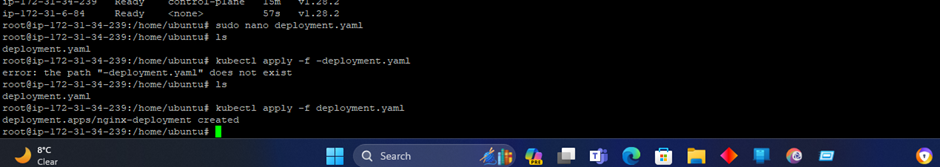 ip-172-31-34-239 Ready control-plane 15m v1.28.2
ip-172-31-6-84 Ready <none> 57s v1.28.2
root@ip-172-31-34-239:/home/ubuntu# sudo nano deployment.yaml
root@ip-172-31-34-239:/home/ubuntu# ls
deployment.yaml
root@ip-172-31-34-239:/home/ubuntu# kubectl apply -f -deployment.yaml
error: the path "-deployment.yaml" does not exist
root@ip-172-31-34-239:/home/ubuntu# ls
deployment.yaml
root@ip-172-31-34-239:/home/ubuntu# kubectl apply -f deployment.yaml
deployment.apps/nginx-deployment created
root@ip-172-31-34-239:/home/ubuntu#
8°C
Clear
Search